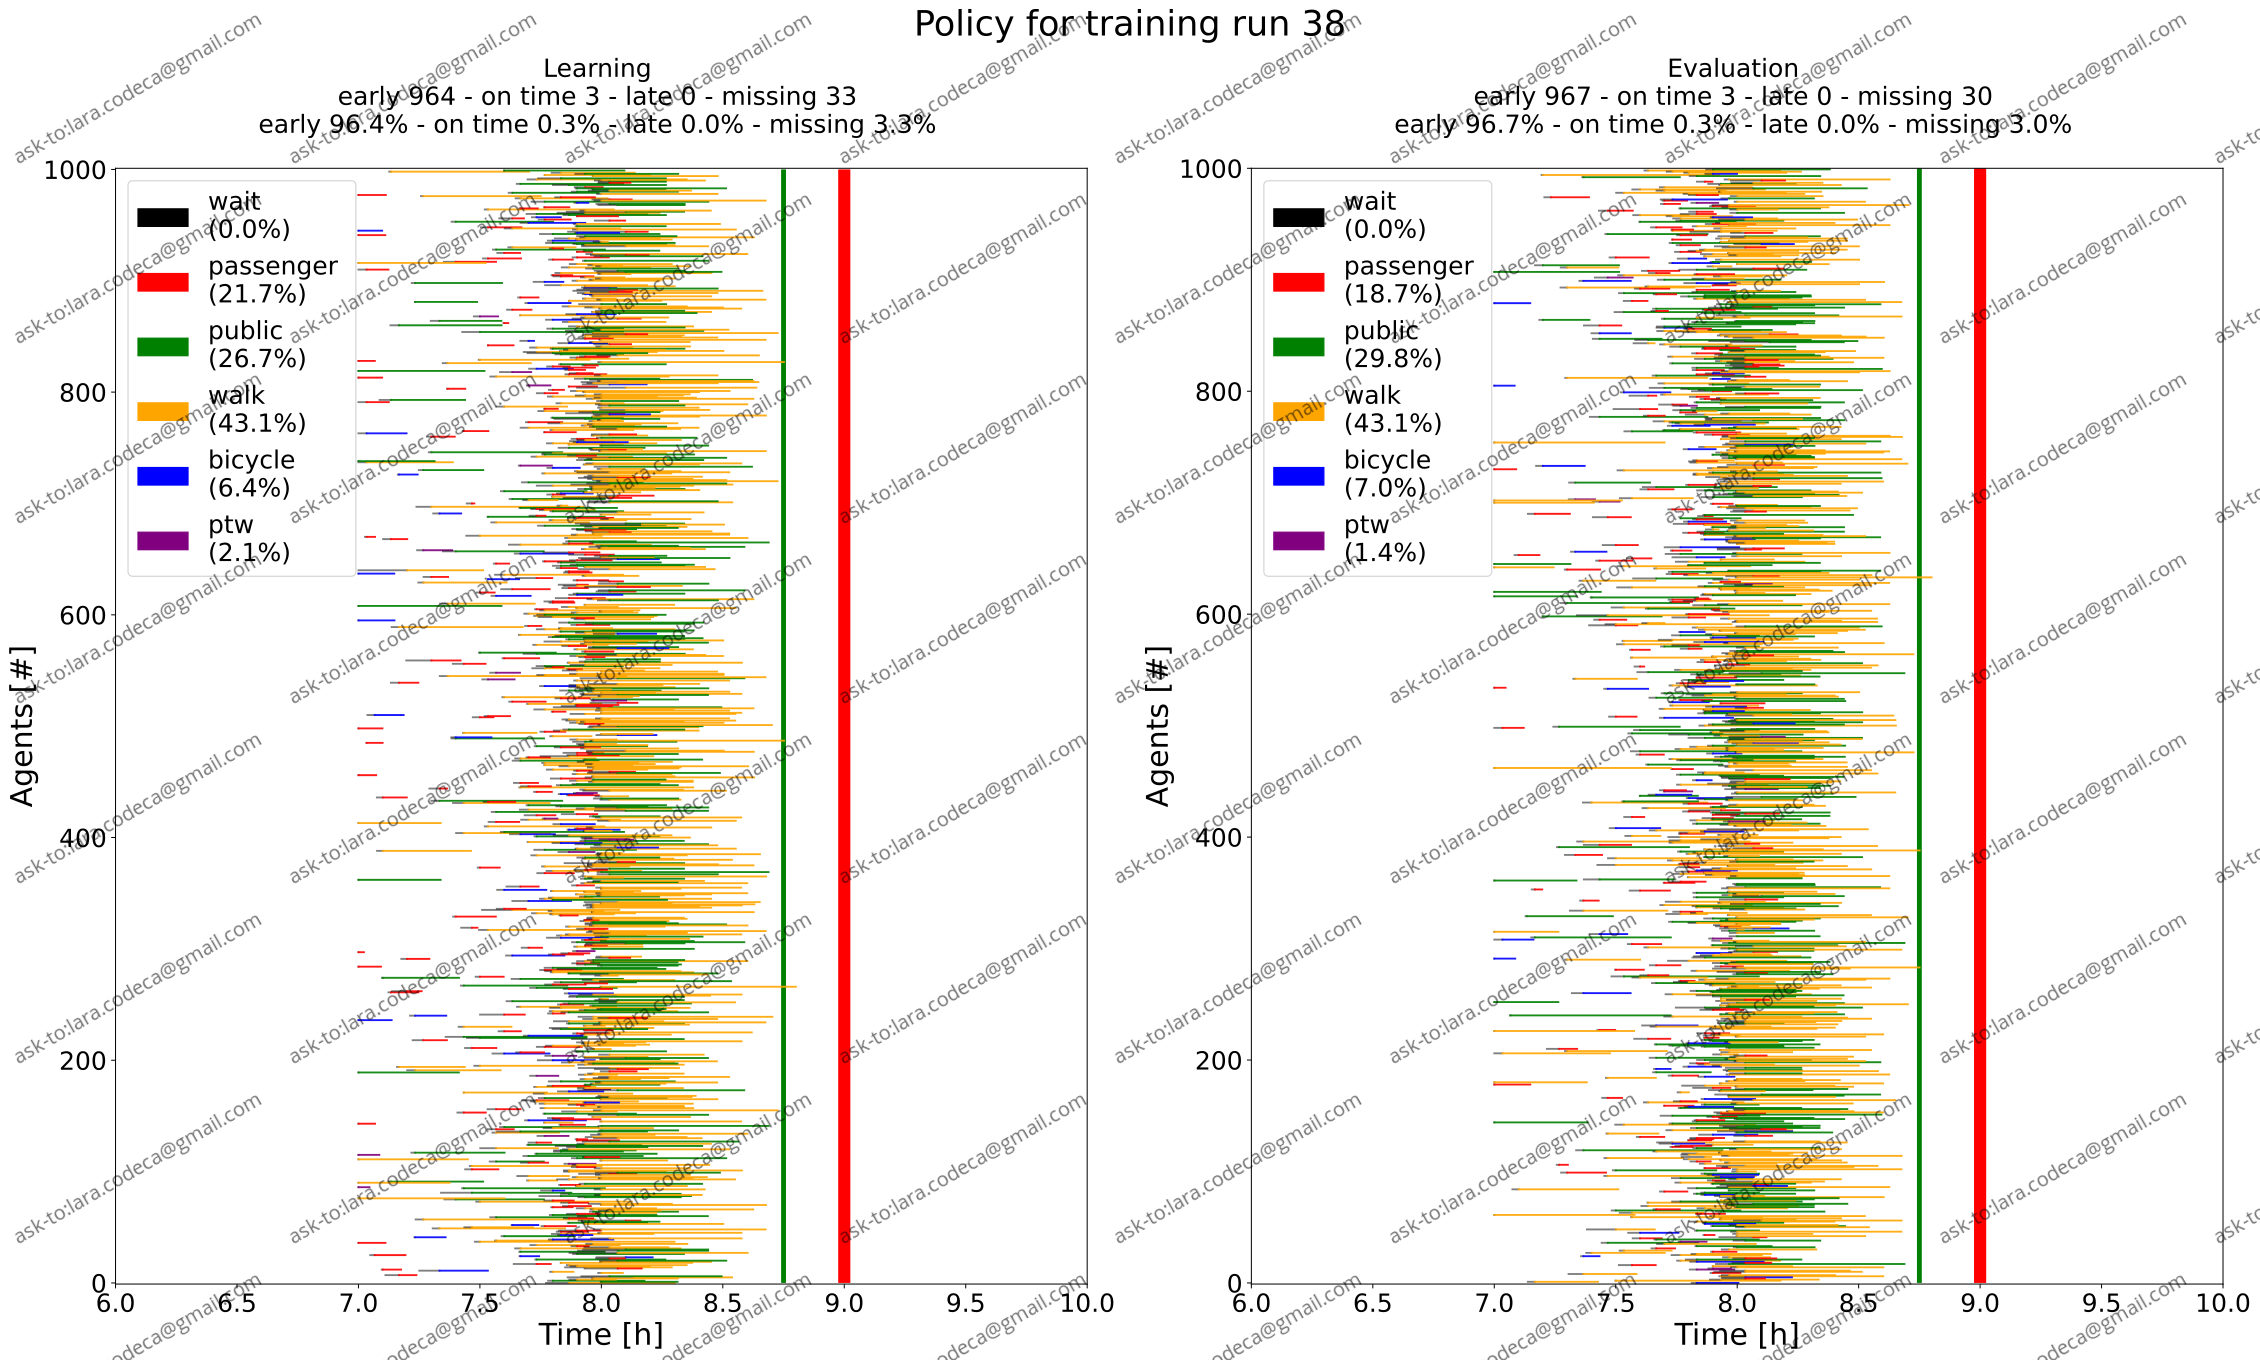 Policy for training run 38
Learning
early 964 - on time 3 - late 0 - missing 33
early 96.4% - on time 0.3% - late 0.0% - missing 3.3%
1000
800
600
400
200
0
Agents [#]
wait
(0.0%)
passenger
(21.7%)
public
(26.7%)
walk
(43.1%)
bicycle
(6.4%)
ptw
(2.1%)
6.0 6.5 7.0 7.5 8.0 8.5 9.0 9.5 10.0
Time [h]
Evaluation
early 967 - on time 3 - late 0 - missing 30
early 96.7% - on time 0.3% - late 0.0% - missing 3.0%
1000
800
600
400
200
0
Agents [#]
wait
(0.0%)
passenger
(18.7%)
public
(29.8%)
walk
(43.1%)
bicycle
(7.0%)
ptw
(1.4%)
6.0 6.5 7.0 7.5 8.0 8.5 9.0 9.5 10.0
Time [h]
ask-to:lara.codeca@gmail.com